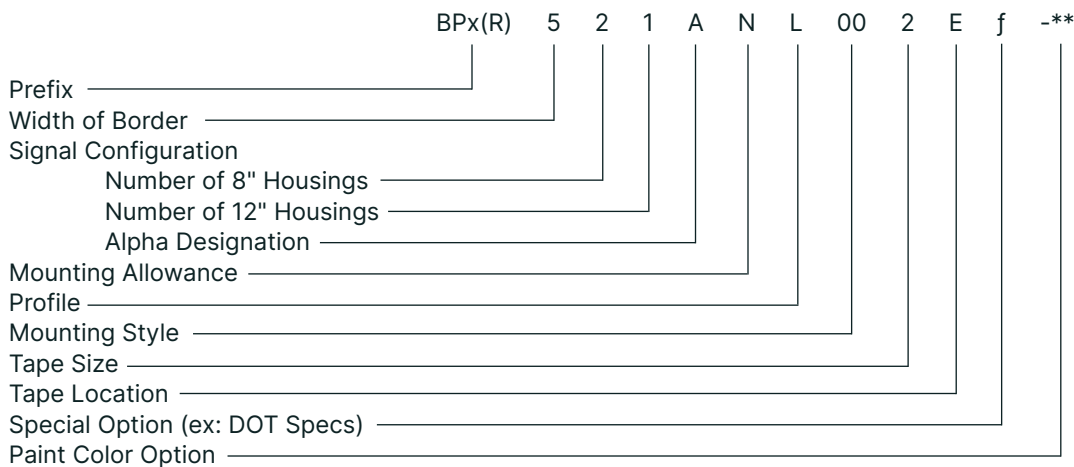 BPx(R) 5 2 1 A N L 00 2 E ƒ -**
Prefix
Width of Border
Signal Configuration
Number of 8" Housings
Number of 12" Housings
Alpha Designation
Mounting Allowance
Profile
Mounting Style
Tape Size
Tape Location
Special Option (ex: DOT Specs)
Paint Color Option